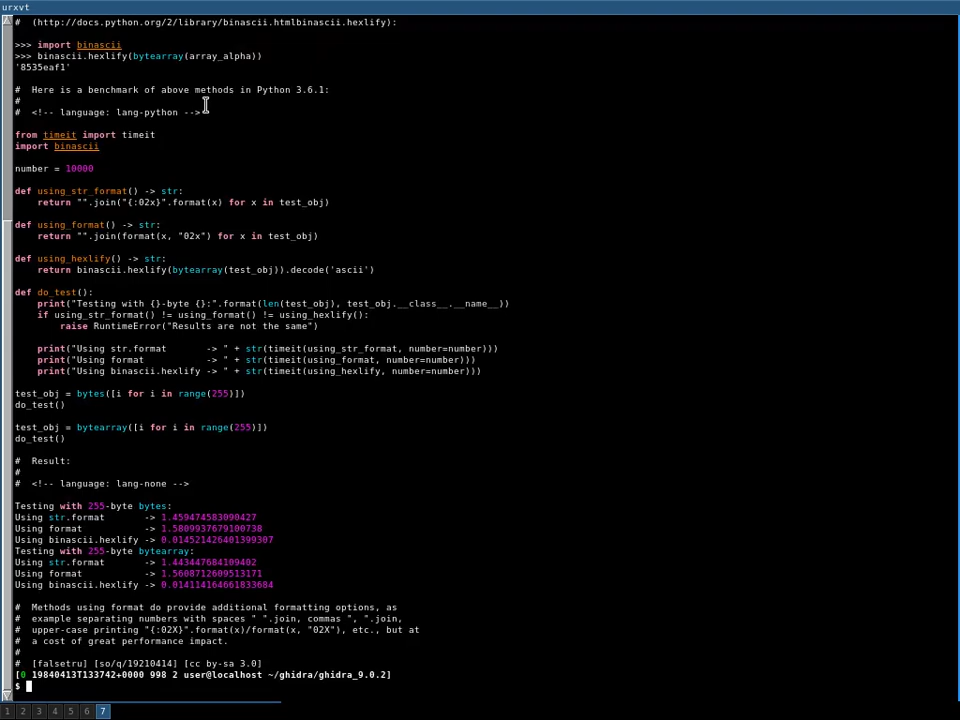 urxvt
#  (http://docs.python.org/2/library/binascii.htmlbinascii.hexlify):
>>> import binascii
>>> binascii.hexlify(bytearray(array_alpha))
'8535eaf1'
#  Here is a benchmark of above methods in Python 3.6.1:
#
#  <!-- language: lang-python -->
from timeit import timeit
import binascii
number = 10000
def using_str_format() -> str:
    return "".join("{:02x}".format(x) for x in test_obj)
def using_format() -> str:
    return "".join(format(x, "02x") for x in test_obj)
def using_hexlify() -> str:
    return binascii.hexlify(bytearray(test_obj)).decode('ascii')
def do_test():
    print("Testing with {}-byte {}:".format(len(test_obj), test_obj.__class__.__name__))
    if using_str_format() != using_format() != using_hexlify():
        raise RuntimeError("Results are not the same")
    print("Using str.format       -> " + str(timeit(using_str_format, number=number)))
    print("Using format           -> " + str(timeit(using_format, number=number)))
    print("Using binascii.hexlify -> " + str(timeit(using_hexlify, number=number)))
test_obj = bytes([i for i in range(255)])
do_test()
test_obj = bytearray([i for i in range(255)])
do_test()
#  Result:
#
#  <!-- language: lang-none -->
Testing with 255-byte bytes:
Using str.format       -> 1.459474583090427
Using format           -> 1.5809937679100738
Using binascii.hexlify -> 0.014521426401399307
Testing with 255-byte bytearray:
Using str.format       -> 1.443447684109402
Using format           -> 1.5608712609513171
Using binascii.hexlify -> 0.014114164661833684
#  Methods using format do provide additional formatting options, as
#  example separating numbers with spaces " ".join, commas ", ".join,
#  upper-case printing "{:02X}".format(x)/format(x, "02X"), etc., but at
#  a cost of great performance impact.
#
#  [falsetru] [so/q/19210414] [cc by-sa 3.0]
[0 19840413T133742+0000 998 2 user@localhost ~/ghidra/ghidra_9.0.2]
$
1 2 3 4 5 6 7